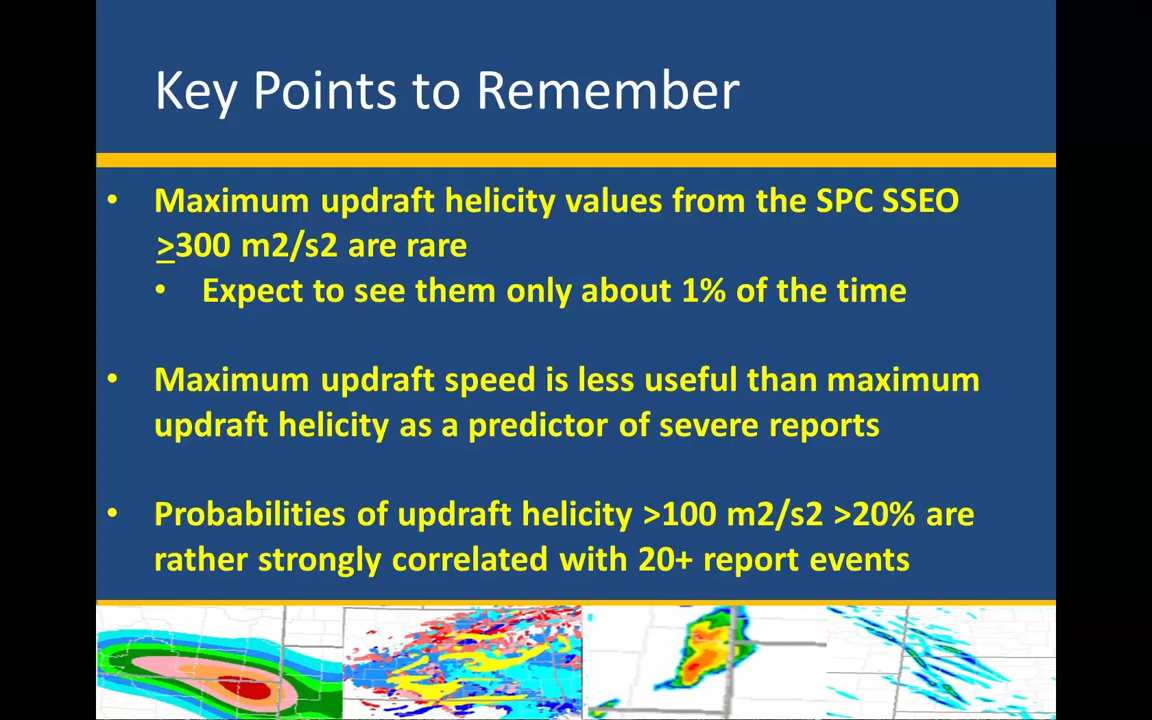 Key Points to Remember
• Maximum updraft helicity values from the SPC SSEO
≥300 m2/s2 are rare
• Expect to see them only about 1% of the time
• Maximum updraft speed is less useful than maximum
updraft helicity as a predictor of severe reports
• Probabilities of updraft helicity >100 m2/s2 >20% are
rather strongly correlated with 20+ report events